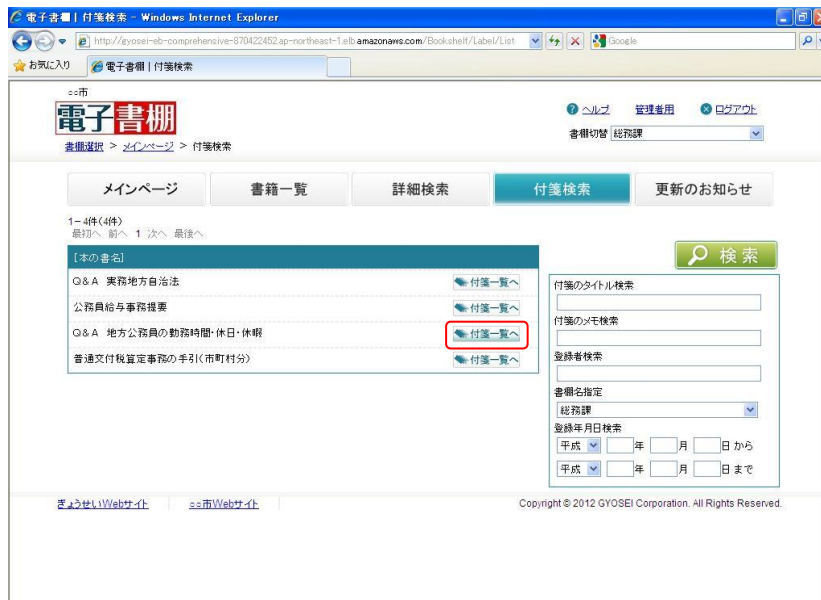 電子書棚 | 付箋検索 - Windows Internet Explorer
http://gyosei-eb-comprehensive-870422452.ap-northeast-1.elb.amazonaws.com/Bookshelf/Label/List
Google
お気に入り
電子書棚 | 付箋検索
○○市
電子書棚
ヘルプ 管理者用 ログアウト
書棚切替 総務課
書棚選択 > メインページ > 付箋検索
メインページ 書籍一覧 詳細検索 付箋検索 更新のお知らせ
1-4件(4件)
最初へ 前へ 1 次へ 最後へ
[本の書名]
Q&A 実務地方自治法 付箋一覧へ
公務員給与事務提要 付箋一覧へ
Q&A 地方公務員の勤務時間・休日・休暇 付箋一覧へ
普通交付税算定事務の手引(市町村分) 付箋一覧へ
検索
付箋のタイトル検索
付箋のメモ検索
登録者検索
書棚名指定
総務課
登録年月日検索
平成 年 月 日 から
平成 年 月 日 まで
ぎょうせいWebサイト ○○市Webサイト
Copyright © 2012 GYOSEI Corporation. All Rights Reserved.